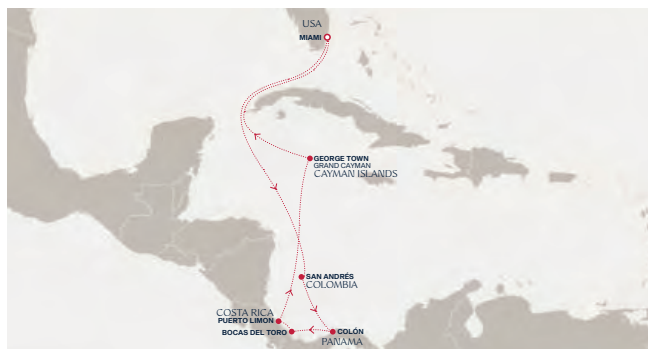 USA
MIAMI
GEORGE TOWN
GRAND CAYMAN
CAYMAN ISLANDS
SAN ANDRÉS
COLOMBIA
COSTA RICA
PUERTO LIMON
BOCAS DEL TORO
COLÓN
PANAMA